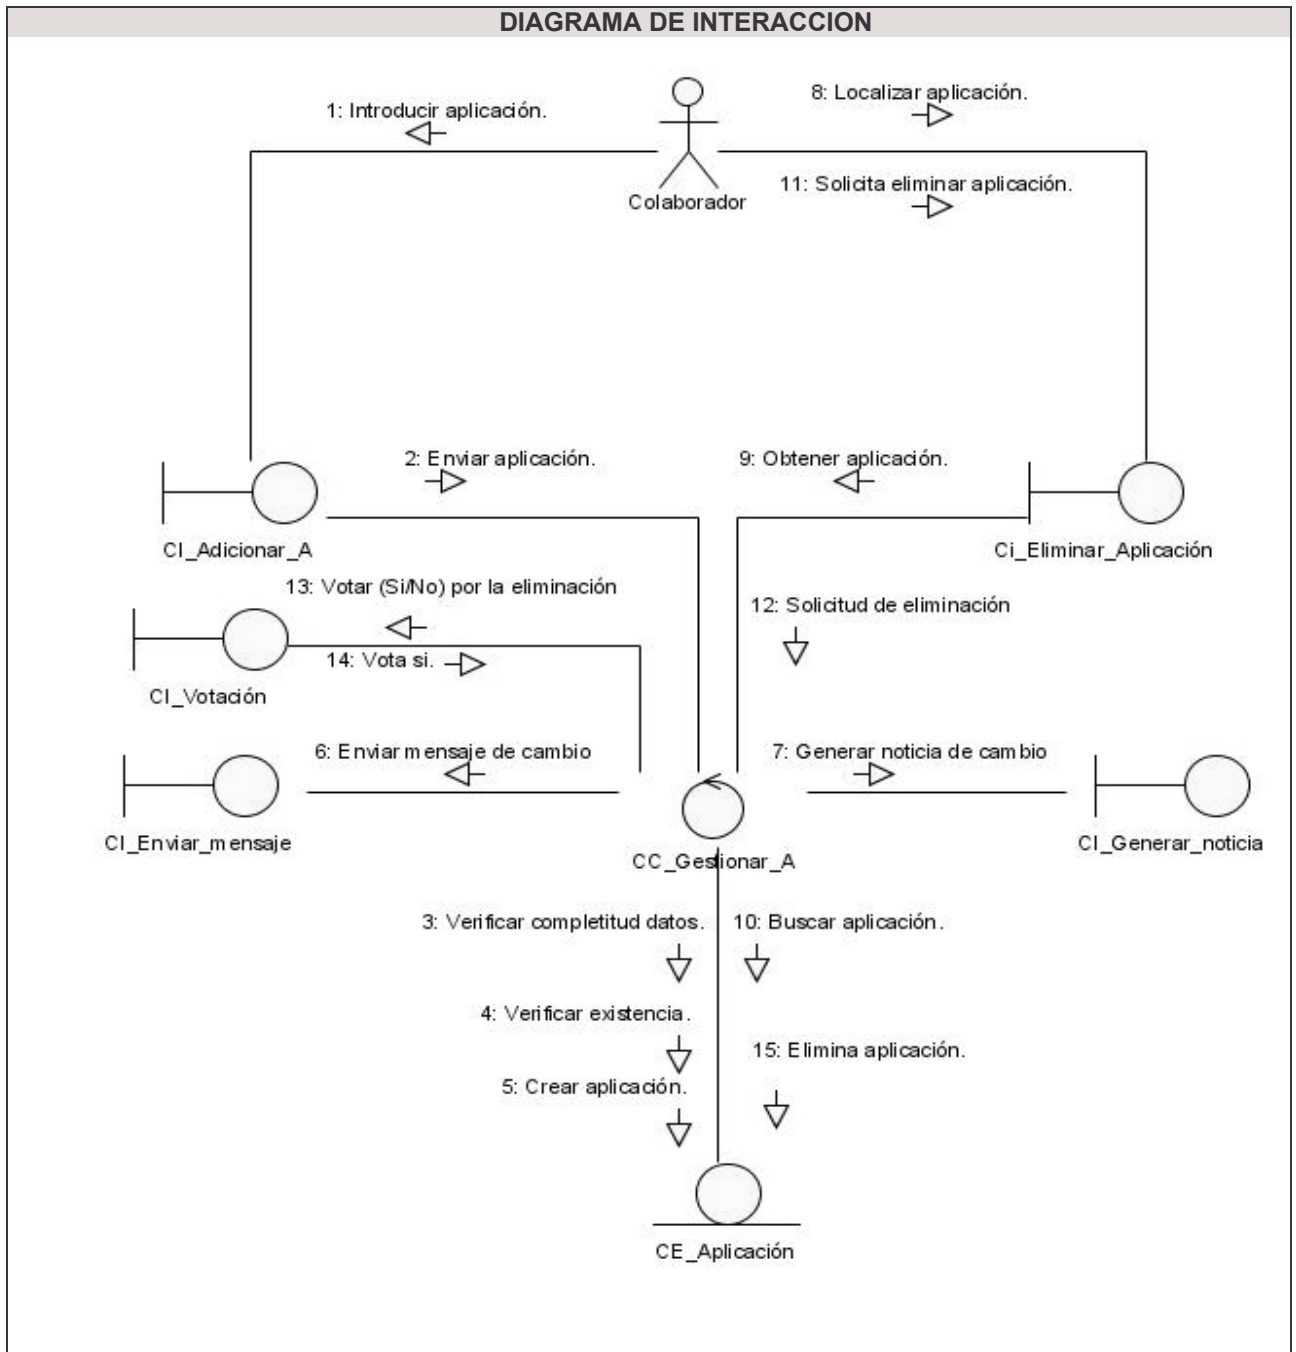 DIAGRAMA DE INTERACCION
8: Localizar aplicación.
1: Introducir aplicación.
11: Solicita eliminar aplicación.
Colaborador
2: Enviar aplicación.
9: Obtener aplicación.
CI_Adicionar_A
Ci_Eliminar_Aplicación
13: Votar (Si/No) por la eliminación
12: Solicitud de eliminación
14: Vota si.
CI_Votación
6: Enviar mensaje de cambio
7: Generar noticia de cambio
CI_Enviar_mensaje
CI_Generar_noticia
CC_Gestionar_A
3: Verificar completitud datos.
10: Buscar aplicación.
4: Verificar existencia.
15: Elimina aplicación.
5: Crear aplicación.
CE_Aplicación